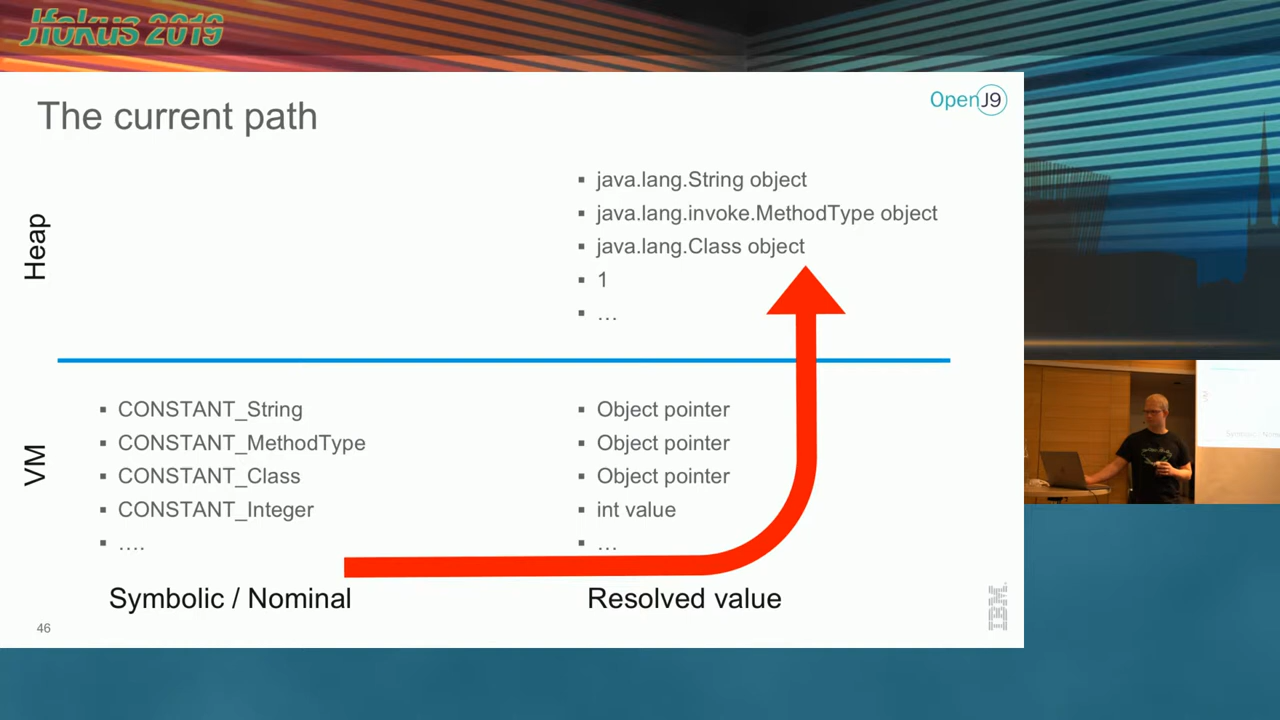 Jfokus 2019
The current path
OpenJ9
Heap
▪ java.lang.String object
▪ java.lang.invoke.MethodType object
▪ java.lang.Class object
▪ 1
▪ …
VM
▪ CONSTANT_String
▪ CONSTANT_MethodType
▪ CONSTANT_Class
▪ CONSTANT_Integer
▪ ….
▪ Object pointer
▪ Object pointer
▪ Object pointer
▪ int value
▪ …
Symbolic / Nominal
Resolved value
46
IBM
Symbolic / Nomi